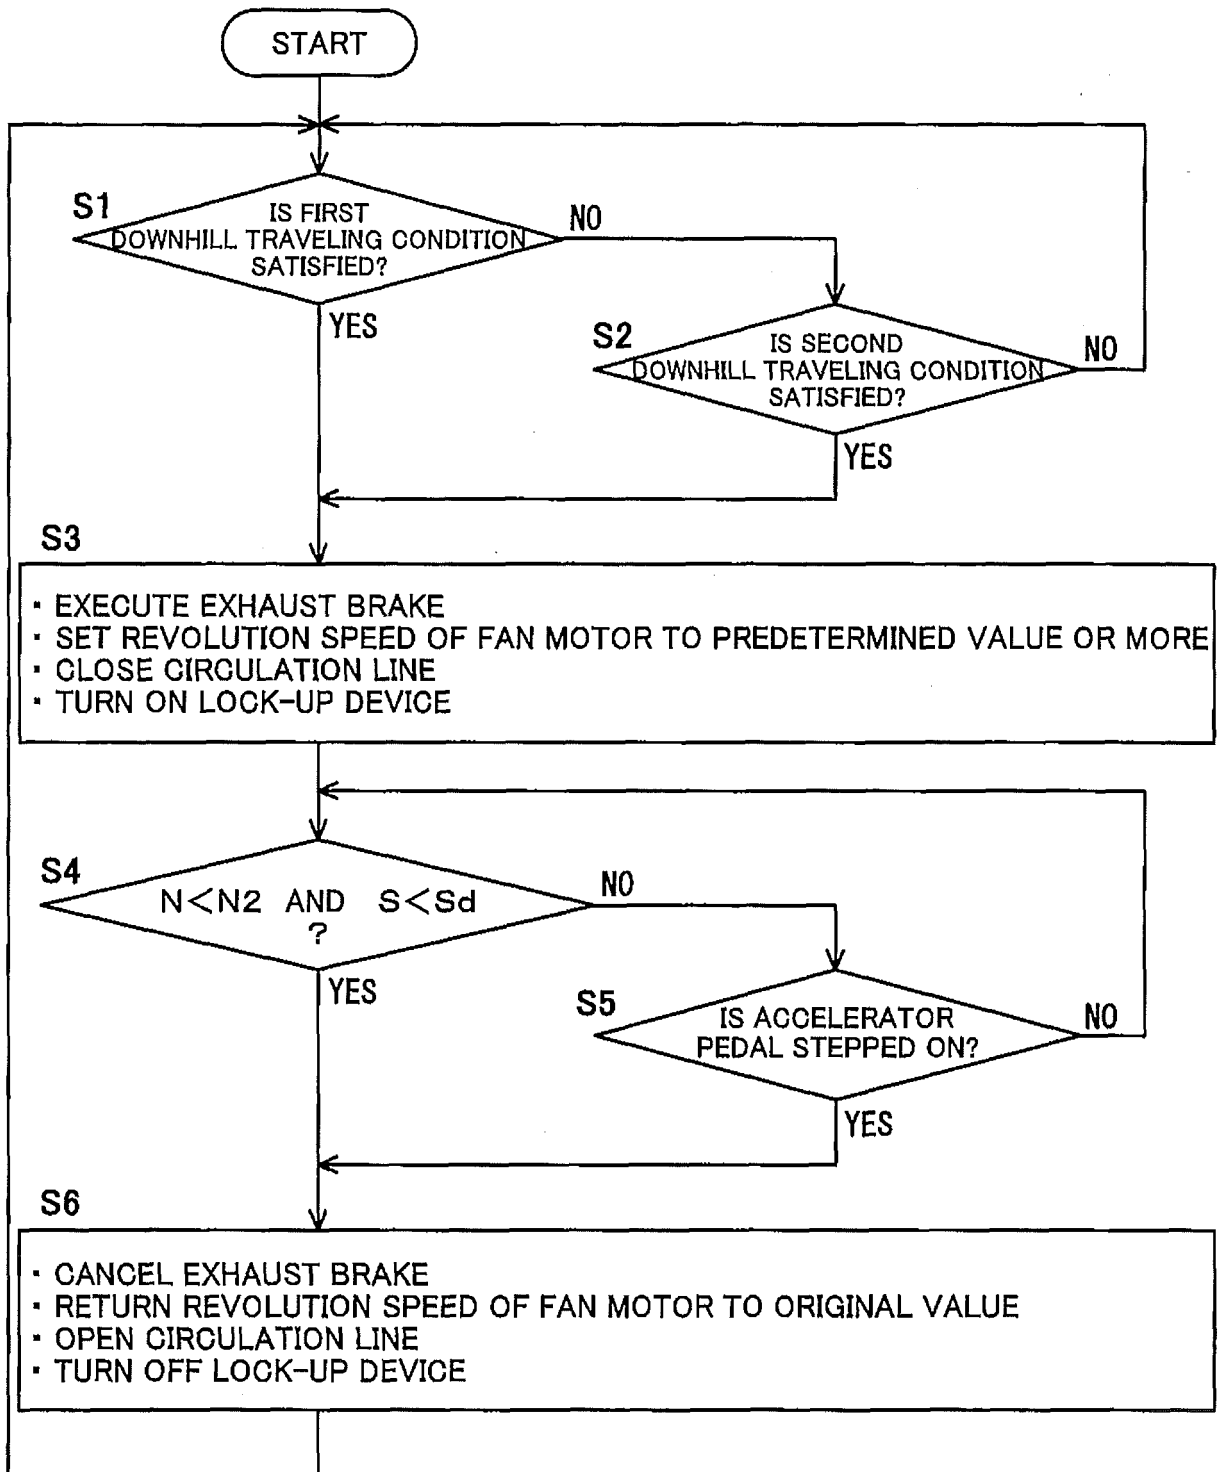 START
S1
IS FIRST
DOWNHILL TRAVELING CONDITION
SATISFIED?
NO
YES
S2
IS SECOND
DOWNHILL TRAVELING CONDITION
SATISFIED?
NO
YES
S3
· EXECUTE EXHAUST BRAKE
· SET REVOLUTION SPEED OF FAN MOTOR TO PREDETERMINED VALUE OR MORE
· CLOSE CIRCULATION LINE
· TURN ON LOCK-UP DEVICE
S4
N<N2 AND S<Sd
?
NO
YES
S5
IS ACCELERATOR
PEDAL STEPPED ON?
NO
YES
S6
· CANCEL EXHAUST BRAKE
· RETURN REVOLUTION SPEED OF FAN MOTOR TO ORIGINAL VALUE
· OPEN CIRCULATION LINE
· TURN OFF LOCK-UP DEVICE